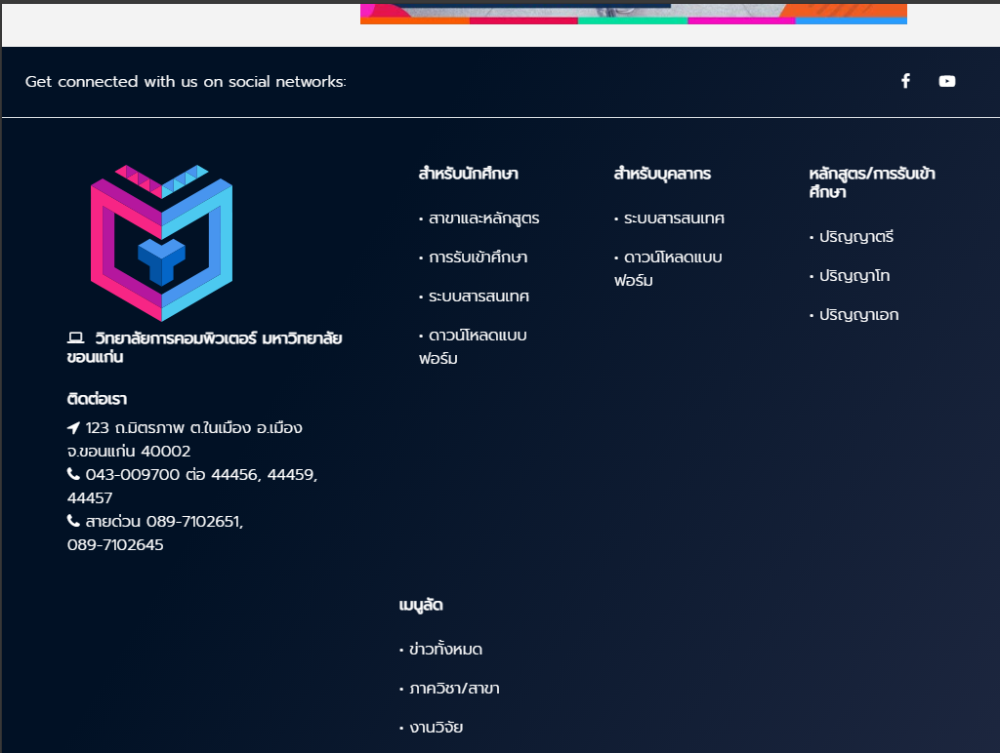 Get connected with us on social networks:
วิทยาลัยการคอมพิวเตอร์ มหาวิทยาลัย
ขอนแก่น
ติดต่อเรา
123 ถ.มิตรภาพ ต.ในเมือง อ.เมือง
จ.ขอนแก่น 40002
043-009700 ต่อ 44456, 44459,
44457
สายด่วน 089-7102651,
089-7102645
สำหรับนักศึกษา
• สาขาและหลักสูตร
• การรับเข้าศึกษา
• ระบบสารสนเทศ
• ดาวน์โหลดแบบ
ฟอร์ม
สำหรับบุคลากร
• ระบบสารสนเทศ
• ดาวน์โหลดแบบ
ฟอร์ม
หลักสูตร/การรับเข้า
ศึกษา
• ปริญญาตรี
• ปริญญาโท
• ปริญญาเอก
เมนูลัด
• ข่าวทั้งหมด
• ภาควิชา/สาขา
• งานวิจัย